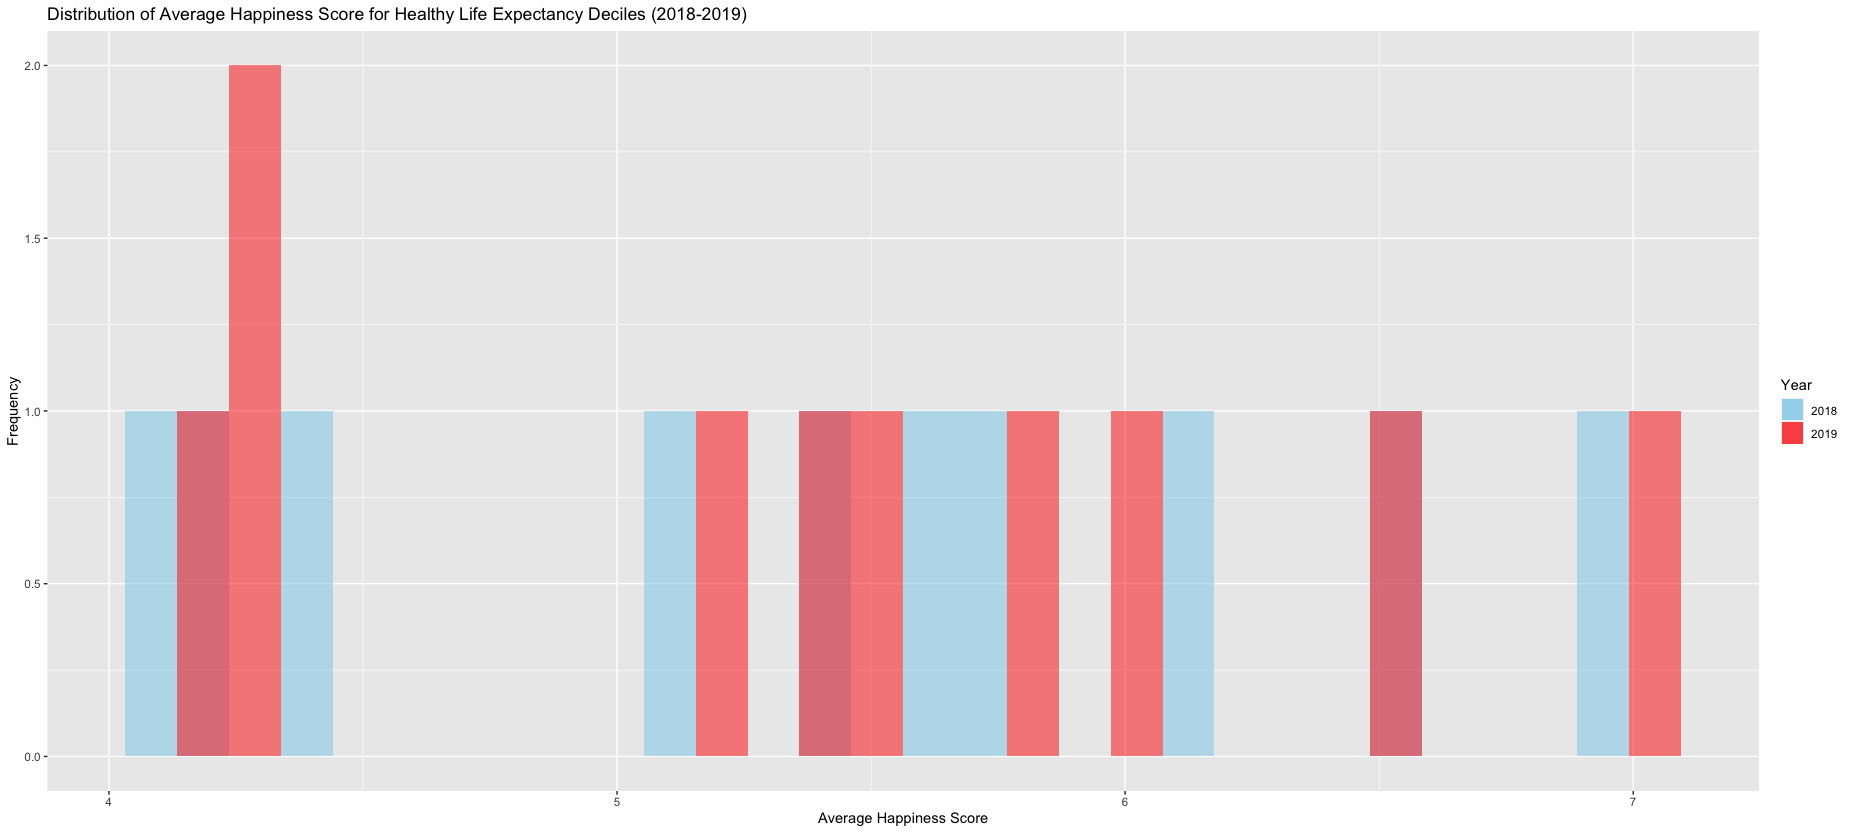 Distribution of Average Happiness Score for Healthy Life Expectancy Deciles (2018-2019)
2.0
1.5
1.0
0.5
0.0
Frequency
4 5 6 7
Average Happiness Score
Year
2018
2019